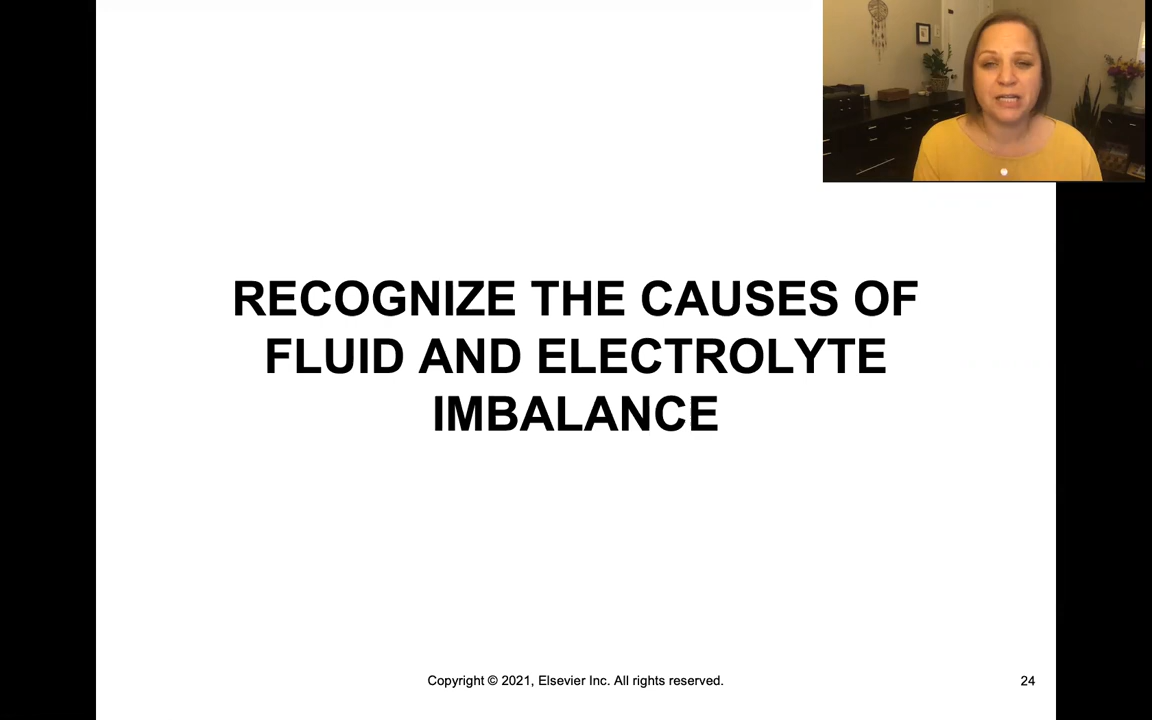 RECOGNIZE THE CAUSES OF
FLUID AND ELECTROLYTE
IMBALANCE
Copyright © 2021, Elsevier Inc. All rights reserved.
24